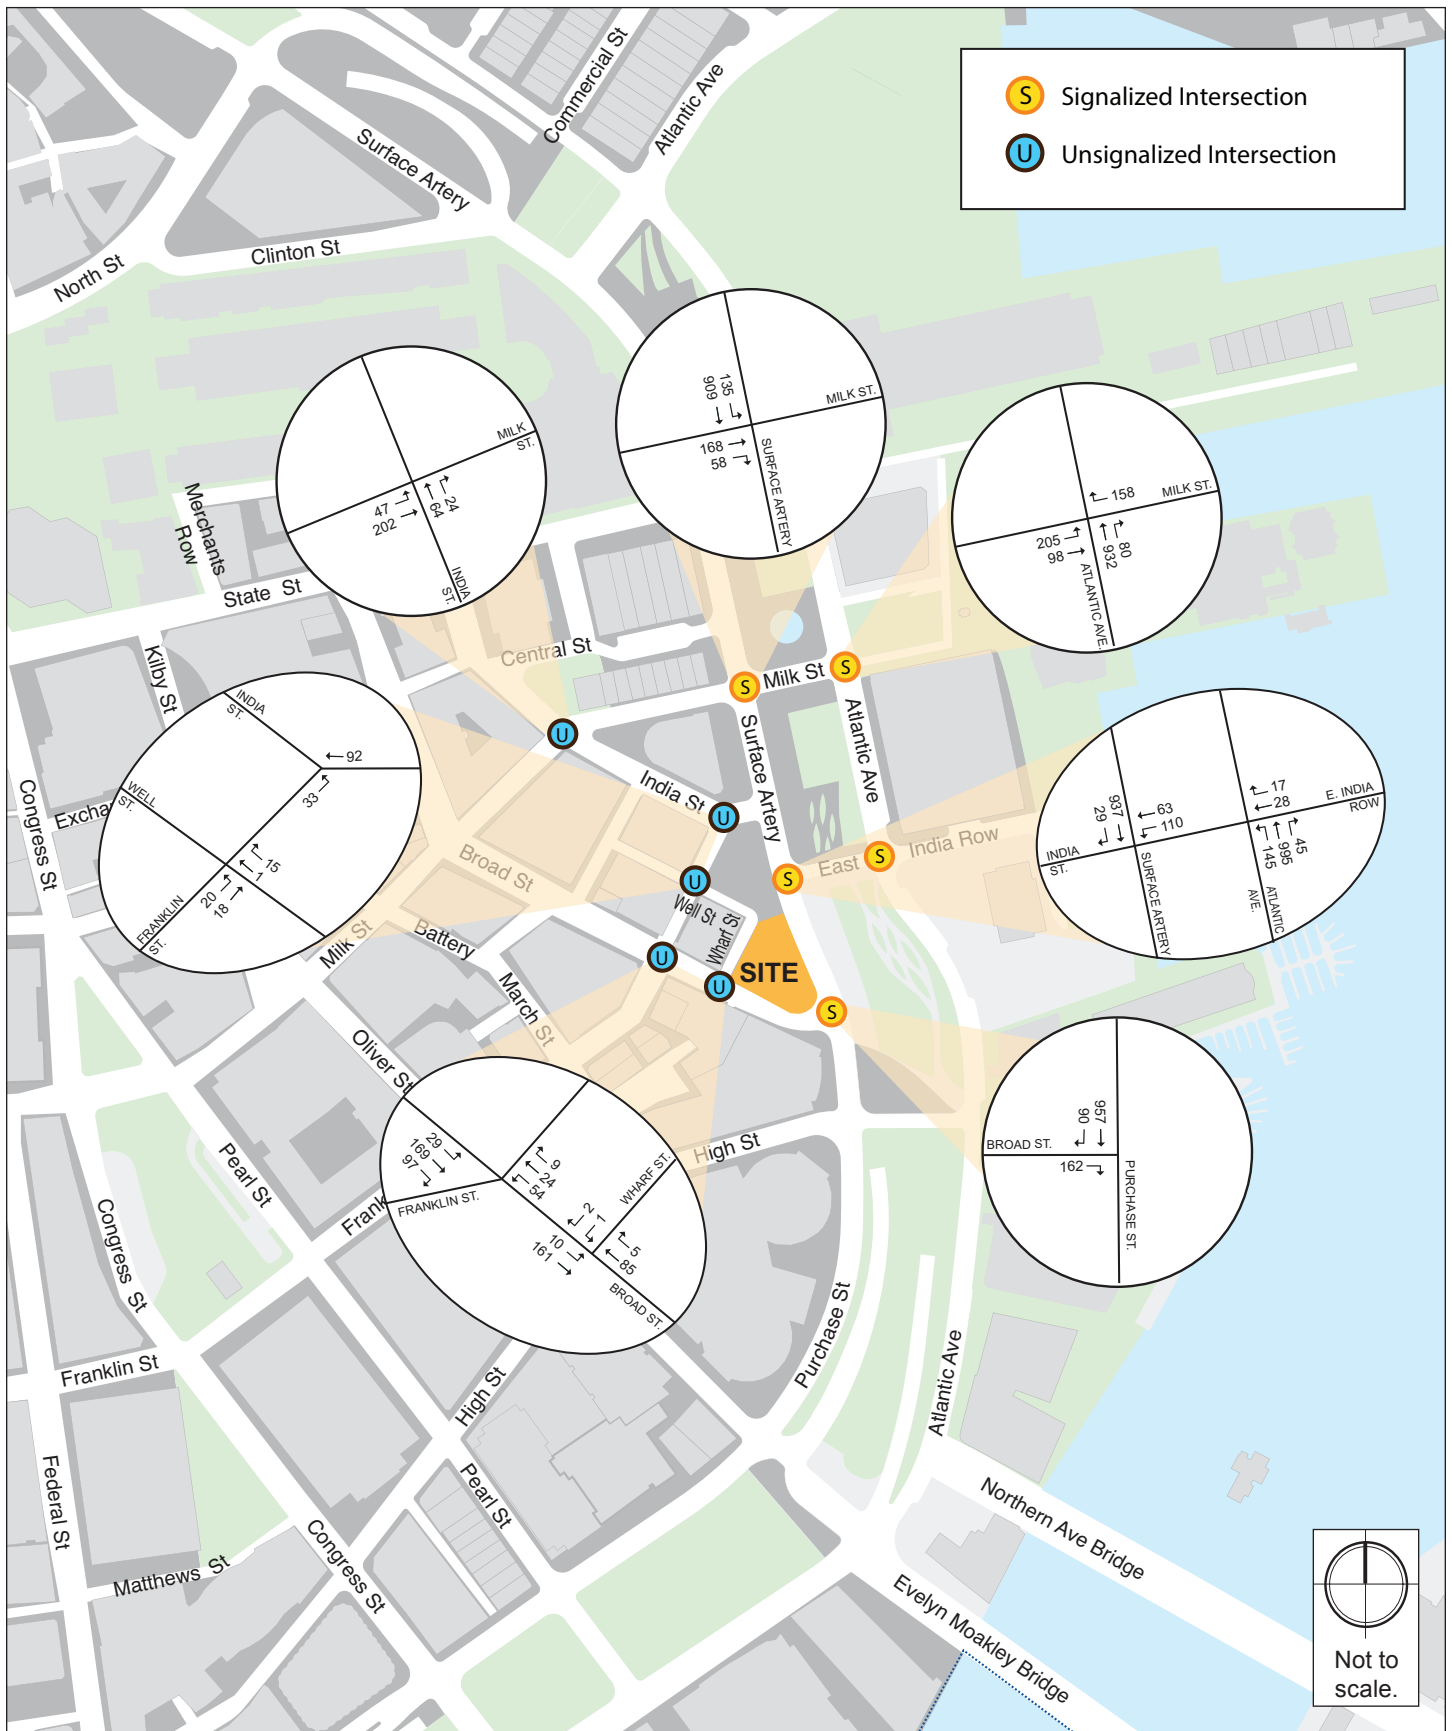 S Signalized Intersection
U Unsignalized Intersection
Commercial St
Atlantic Ave
Surface Artery
Clinton St
North St
135
909
MILK ST.
168
58
SURFACE ARTERY
MILK
ST.
47
202
24
64
INDIA
ST.
158
MILK ST.
205
98
80
932
ATLANTIC AVE.
Merchants
Row
State St
Central St
Kilby St
Milk St
S
S
U
Surface Artery
Atlantic Ave
India St
U
INDIA
ST.
92
33
WELL
ST.
15
1
20
18
FRANKLIN
ST.
Congress St
Exchan
17
28
E. INDIA
ROW
937
29
63
110
INDIA
ST.
45
995
145
SURFACE ARTERY
ATLANTIC
AVE.
East India Row
S
S
Broad St
U
Well St
Wharf St
Battery
March St
Milk St
U
U
SITE
S
Oliver St
957
90
BROAD ST.
162
PURCHASE ST.
29
169
97
FRANKLIN ST.
9
24
54
WHARF ST.
2
1
10
161
5
85
BROAD ST.
High St
Pearl St
Frank
Congress St
Purchase St
Atlantic Ave
Franklin St
High St
Federal St
Pearl St
Congress St
Matthews St
Northern Ave Bridge
Evelyn Moakley Bridge
Not to
scale.